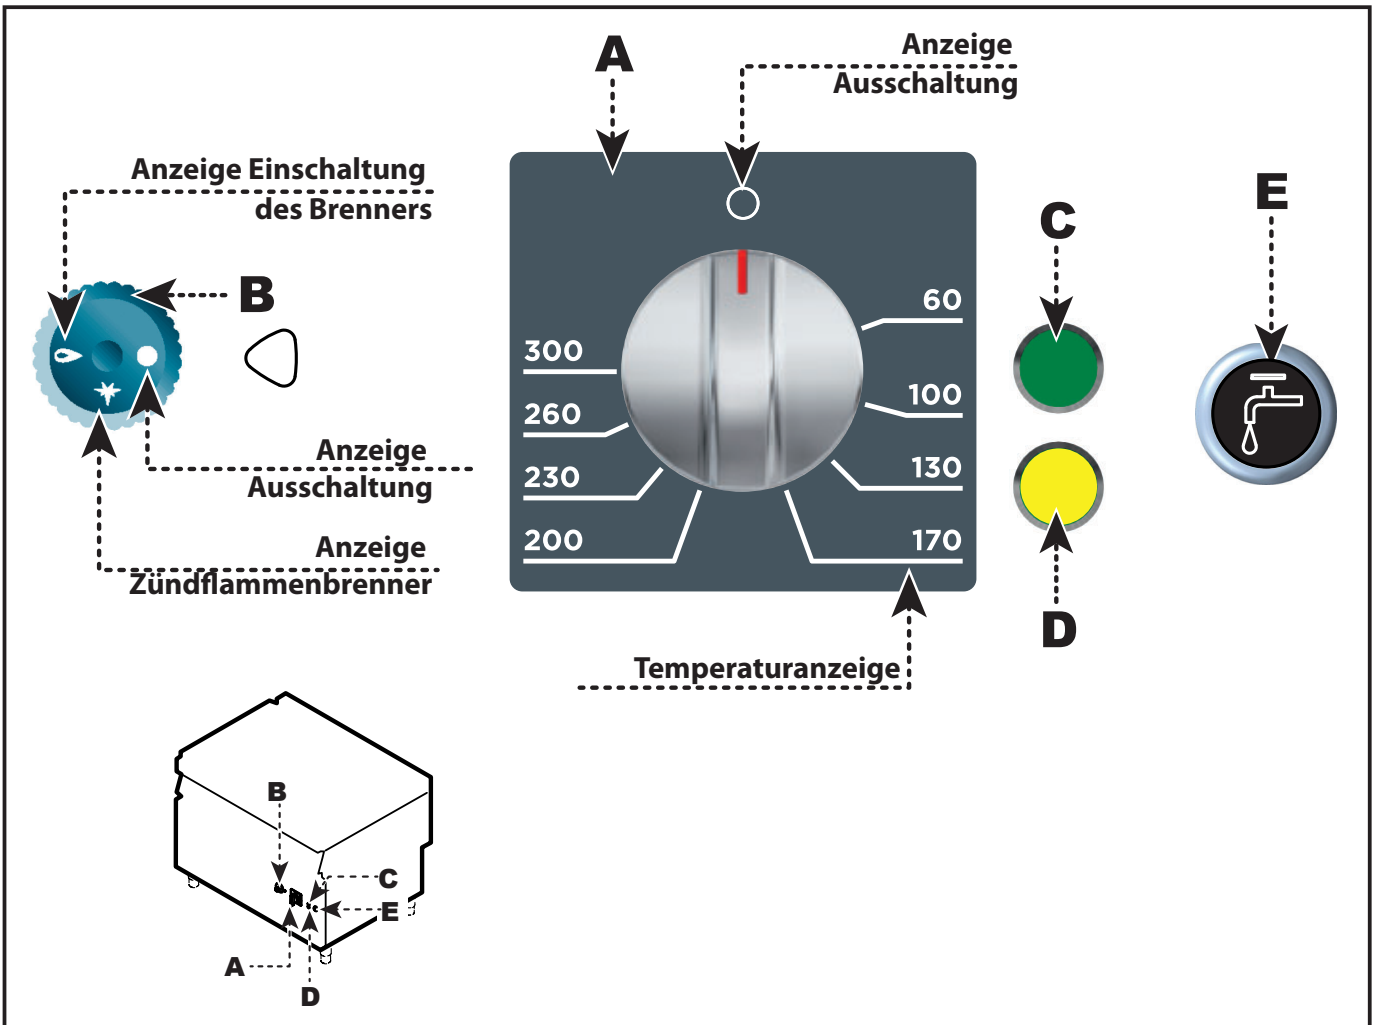 A
Anzeige
Ausschaltung
Anzeige Einschaltung
des Brenners
B
C
E
60
300
100
260
130
230
170
200
Anzeige
Ausschaltung
Anzeige
Zündflammenbrenner
D
Temperaturanzeige
B
C
E
A
D